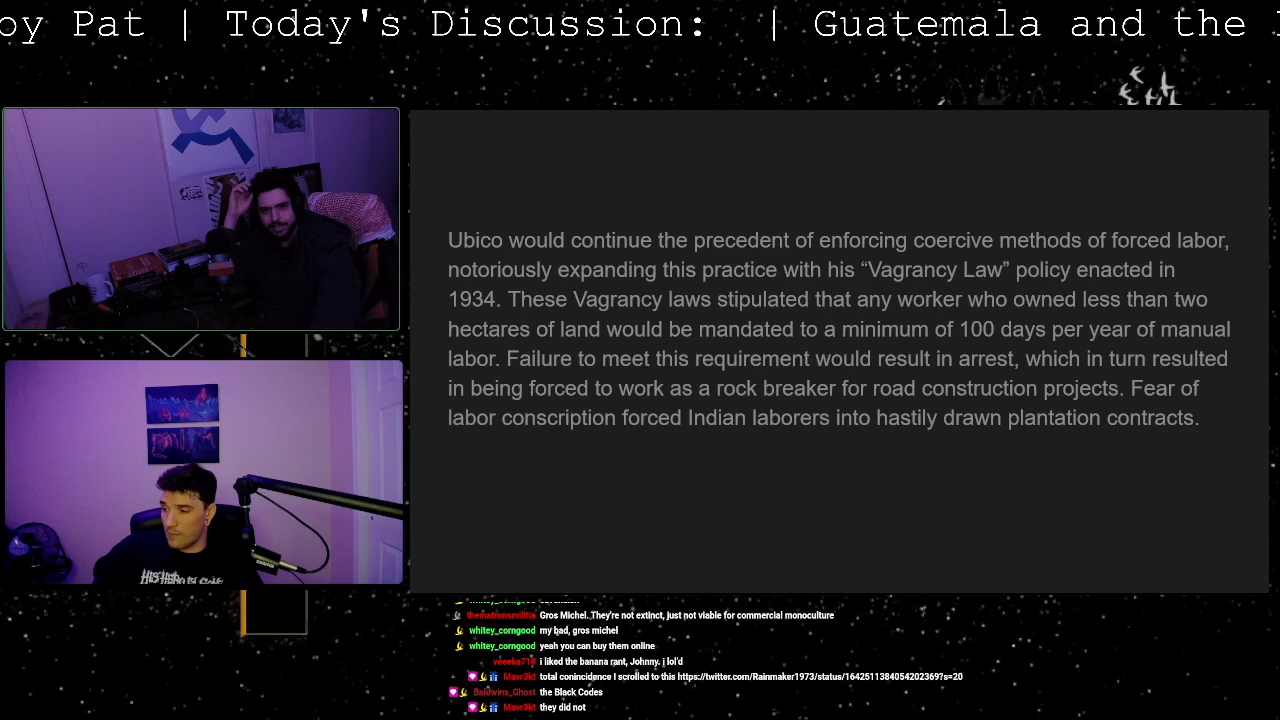 by Pat | Today's Discussion: | Guatemala and the
Ubico would continue the precedent of enforcing coercive methods of forced labor,
notoriously expanding this practice with his “Vagrancy Law” policy enacted in
1934. These Vagrancy laws stipulated that any worker who owned less than two
hectares of land would be mandated to a minimum of 100 days per year of manual
labor. Failure to meet this requirement would result in arrest, which in turn resulted
in being forced to work as a rock breaker for road construction projects. Fear of
labor conscription forced Indian laborers into hastily drawn plantation contracts.
thematronsmilitia Gros Michel. They're not extinct, just not viable for commercial monoculture
whitey_corngood my bad, gros michel
whitey_corngood yeah you can buy them online
i liked the banana rant, Johnny. i lol'd
Mavr3kt total conincidence I scrolled to this https://twitter.com/Rainmaker1973/status/1642511384054202369?s=20
Baldwins_Ghost the Black Codes
Mavr3kt they did not